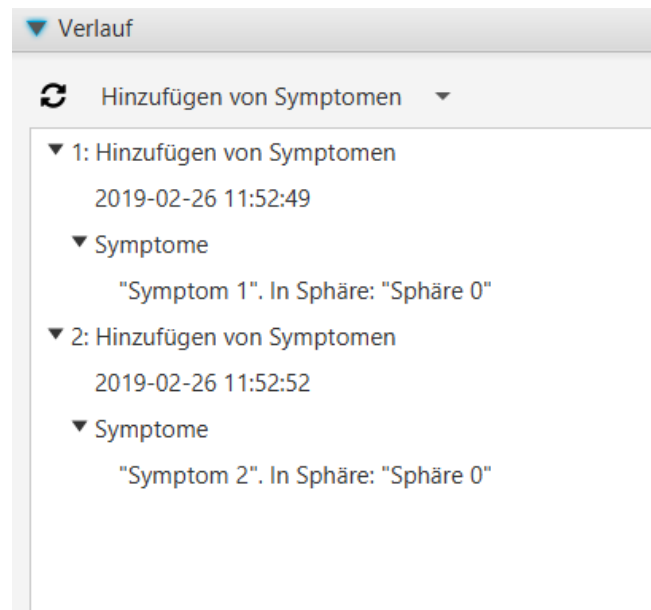 Verlauf
Hinzufügen von Symptomen
1: Hinzufügen von Symptomen
2019-02-26 11:52:49
Symptome
"Symptom 1". In Sphäre: "Sphäre 0"
2: Hinzufügen von Symptomen
2019-02-26 11:52:52
Symptome
"Symptom 2". In Sphäre: "Sphäre 0"